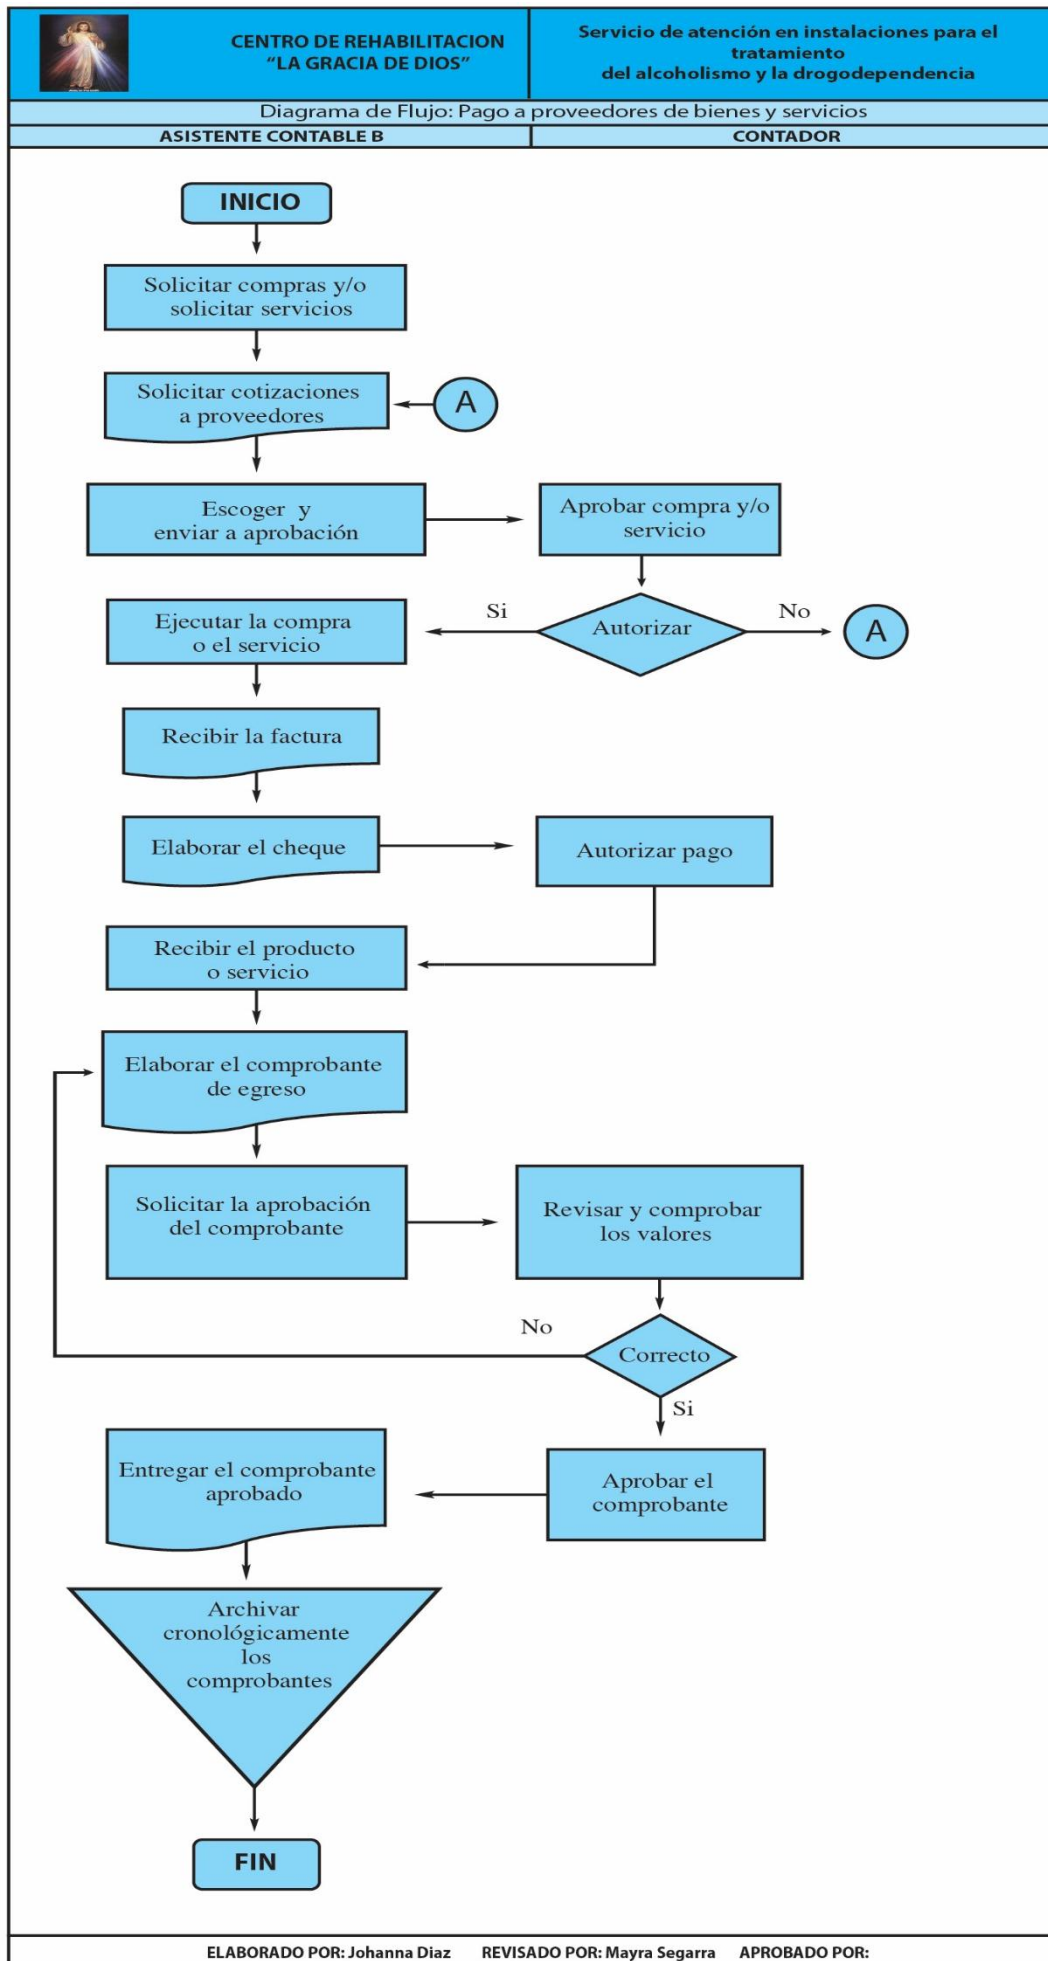 CENTRO DE REHABILITACION
“LA GRACIA DE DIOS”
Servicio de atención en instalaciones para el
tratamiento
del alcoholismo y la drogodependencia
Diagrama de Flujo: Pago a proveedores de bienes y servicios
ASISTENTE CONTABLE B
CONTADOR
INICIO
Solicitar compras y/o
solicitar servicios
Solicitar cotizaciones
a proveedores
A
Escoger y
enviar a aprobación
Aprobar compra y/o
servicio
Autorizar
Si
No
A
Ejecutar la compra
o el servicio
Recibir la factura
Elaborar el cheque
Autorizar pago
Recibir el producto
o servicio
Elaborar el comprobante
de egreso
Solicitar la aprobación
del comprobante
Revisar y comprobar
los valores
No
Correcto
Si
Aprobar el
comprobante
Entregar el comprobante
aprobado
Archivar
cronológicamente
los
comprobantes
FIN
ELABORADO POR: Johanna Diaz REVISADO POR: Mayra Segarra APROBADO POR: